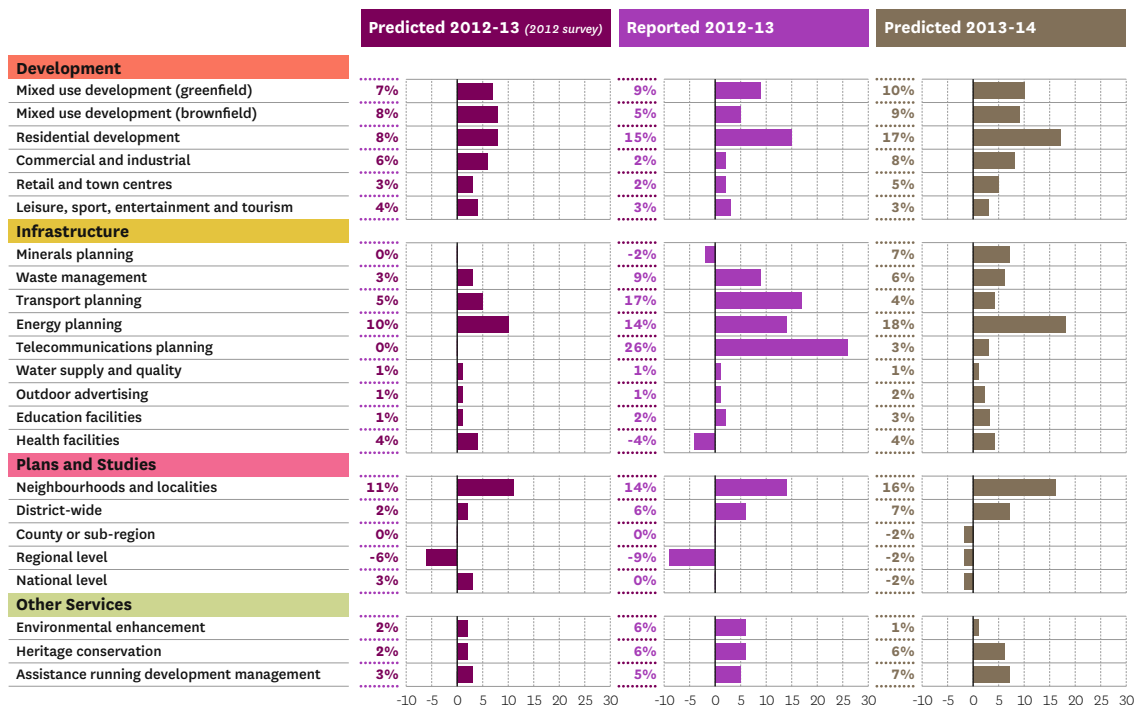 Predicted 2012-13 (2012 survey) Reported 2012-13 Predicted 2013-14
Development
Mixed use development (greenfield) 7% 9% 10%
Mixed use development (brownfield) 8% 5% 9%
Residential development 8% 15% 17%
Commercial and industrial 6% 2% 8%
Retail and town centres 3% 2% 5%
Leisure, sport, entertainment and tourism 4% 3% 3%
Infrastructure
Minerals planning 0% -2% 7%
Waste management 3% 9% 6%
Transport planning 5% 17% 4%
Energy planning 10% 14% 18%
Telecommunications planning 0% 26% 3%
Water supply and quality 1% 1% 1%
Outdoor advertising 1% 1% 2%
Education facilities 1% 2% 3%
Health facilities 4% -4% 4%
Plans and Studies
Neighbourhoods and localities 11% 14% 16%
District-wide 2% 6% 7%
County or sub-region 0% 0% -2%
Regional level -6% -9% -2%
National level 3% 0% -2%
Other Services
Environmental enhancement 2% 6% 1%
Heritage conservation 2% 6% 6%
Assistance running development management 3% 5% 7%
-10 -5 0 5 10 15 20 25 30 -10 -5 0 5 10 15 20 25 30 -10 -5 0 5 10 15 20 25 30